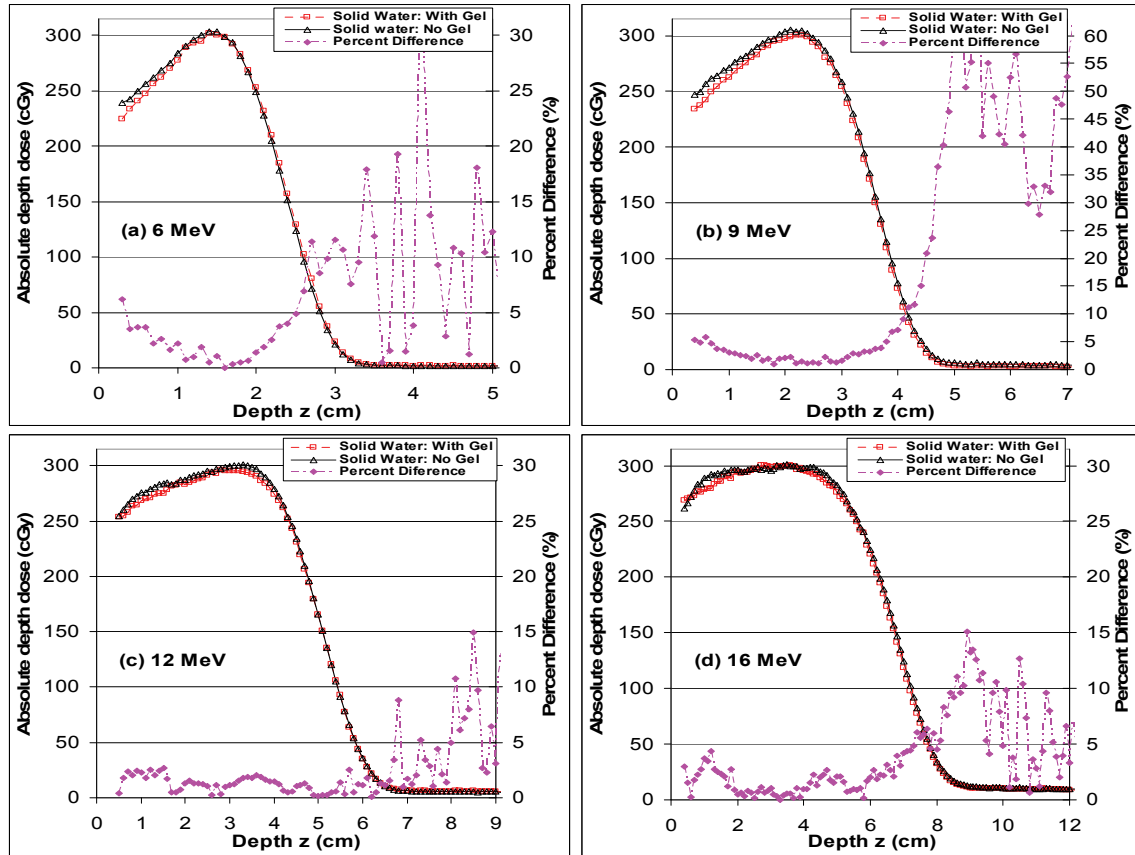 Solid Water: With Gel
Solid water: No Gel
Percent Difference
Absolute depth dose (cGy)
300
250
200
150
100
50
0
(a) 6 MeV
30
25
20
15
10
5
0
Percent Difference (%)
0 1 2 3 4 5
Depth z (cm)
Solid Water: With Gel
Solid Water: No Gel
Percent Difference
Absolute depth dose (cGy)
300
250
200
150
100
50
0
(b) 9 MeV
60
50
40
30
20
10
5
0
Percent Difference (%)
0 1 2 3 4 5 6 7
Depth z (cm)
Solid Water: With Gel
Solid Water: No Gel
Percent Difference
Absolute depth dose (cGy)
300
250
200
150
100
50
0
(c) 12 MeV
30
25
20
15
10
5
0
Percent Difference (%)
0 1 2 3 4 5 6 7 8 9
Depth z (cm)
Solid Water: With Gel
Solid water: No Gel
Percent Difference
Absolute depth dose (cGy)
300
250
200
150
100
50
0
(d) 16 MeV
30
20
15
10
5
0
Percent Difference (%)
0 2 4 6 8 10 12
Depth z (cm)